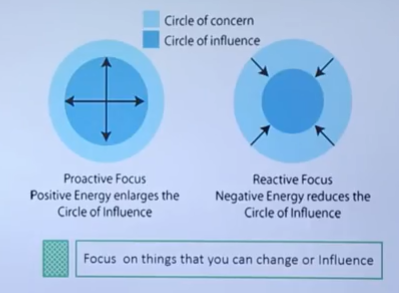 Circle of concern
Circle of influence
Proactive Focus
Positive Energy enlarges the
Circle of Influence
Reactive Focus
Negative Energy reduces the
Circle of Influence
Focus on things that you can change or Influence